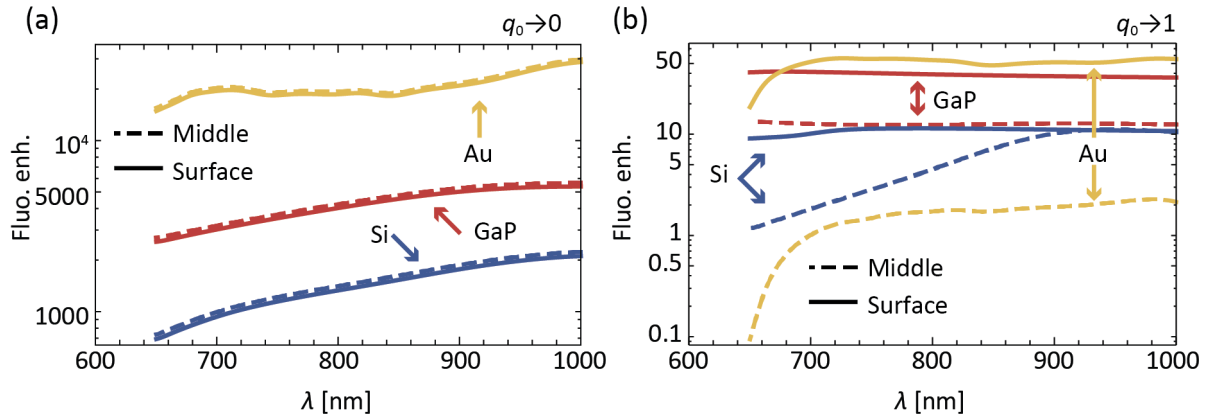 (a)
q₀→0
Fluo. enh.
10⁴
5000
1000
Middle
Surface
Au
Si
GaP
600
700
800
900
1000
λ [nm]
(b)
q₀→1
Fluo. enh.
50
10
5
1
0.5
0.1
GaP
Si
Au
Middle
Surface
600
700
800
900
1000
λ [nm]